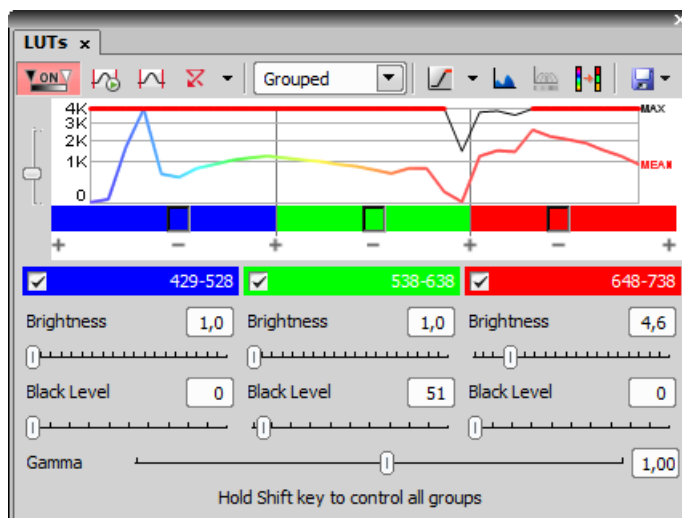 LUTs x
ON Grouped
4K MAX
3K
2K
1K MEAN
0
+ − + − + − +
429-528 538-638 648-738
Brightness 1,0 Brightness 1,0 Brightness 4,6
Black Level 0 Black Level 51 Black Level 0
Gamma 1,00
Hold Shift key to control all groups